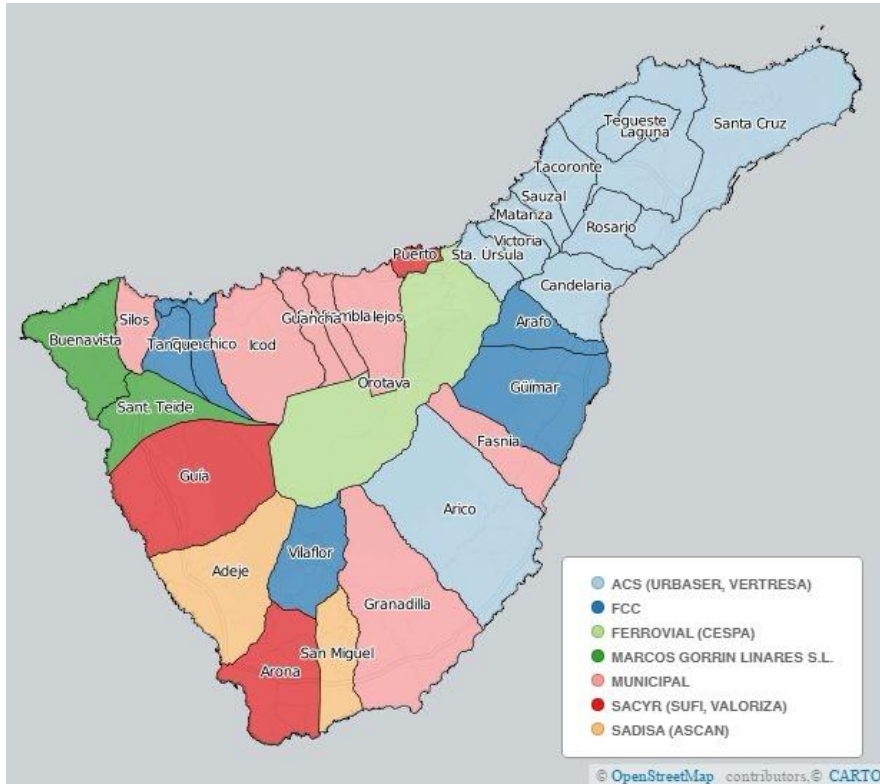 Tegueste
Laguna
Santa Cruz
Tacoronte
Sauzal
Matanza
Rosario
Victoria
Puerto
Sta. Úrsula
Candelaria
Silos
Guancha
Arafo
Buenavista
Icod
Orotava
Güímar
Sant. Teide
Fasnia
Guía
Arico
Vilaflor
Adeje
Granadilla
San Miguel
Arona
ACS (URBASER, VERTRESA)
FCC
FERROVIAL (CESPA)
MARCOS GORRIN LINARES S.L.
MUNICIPAL
SACYR (SUFI, VALORIZA)
SADISA (ASCAN)
© OpenStreetMap contributors,© CARTO